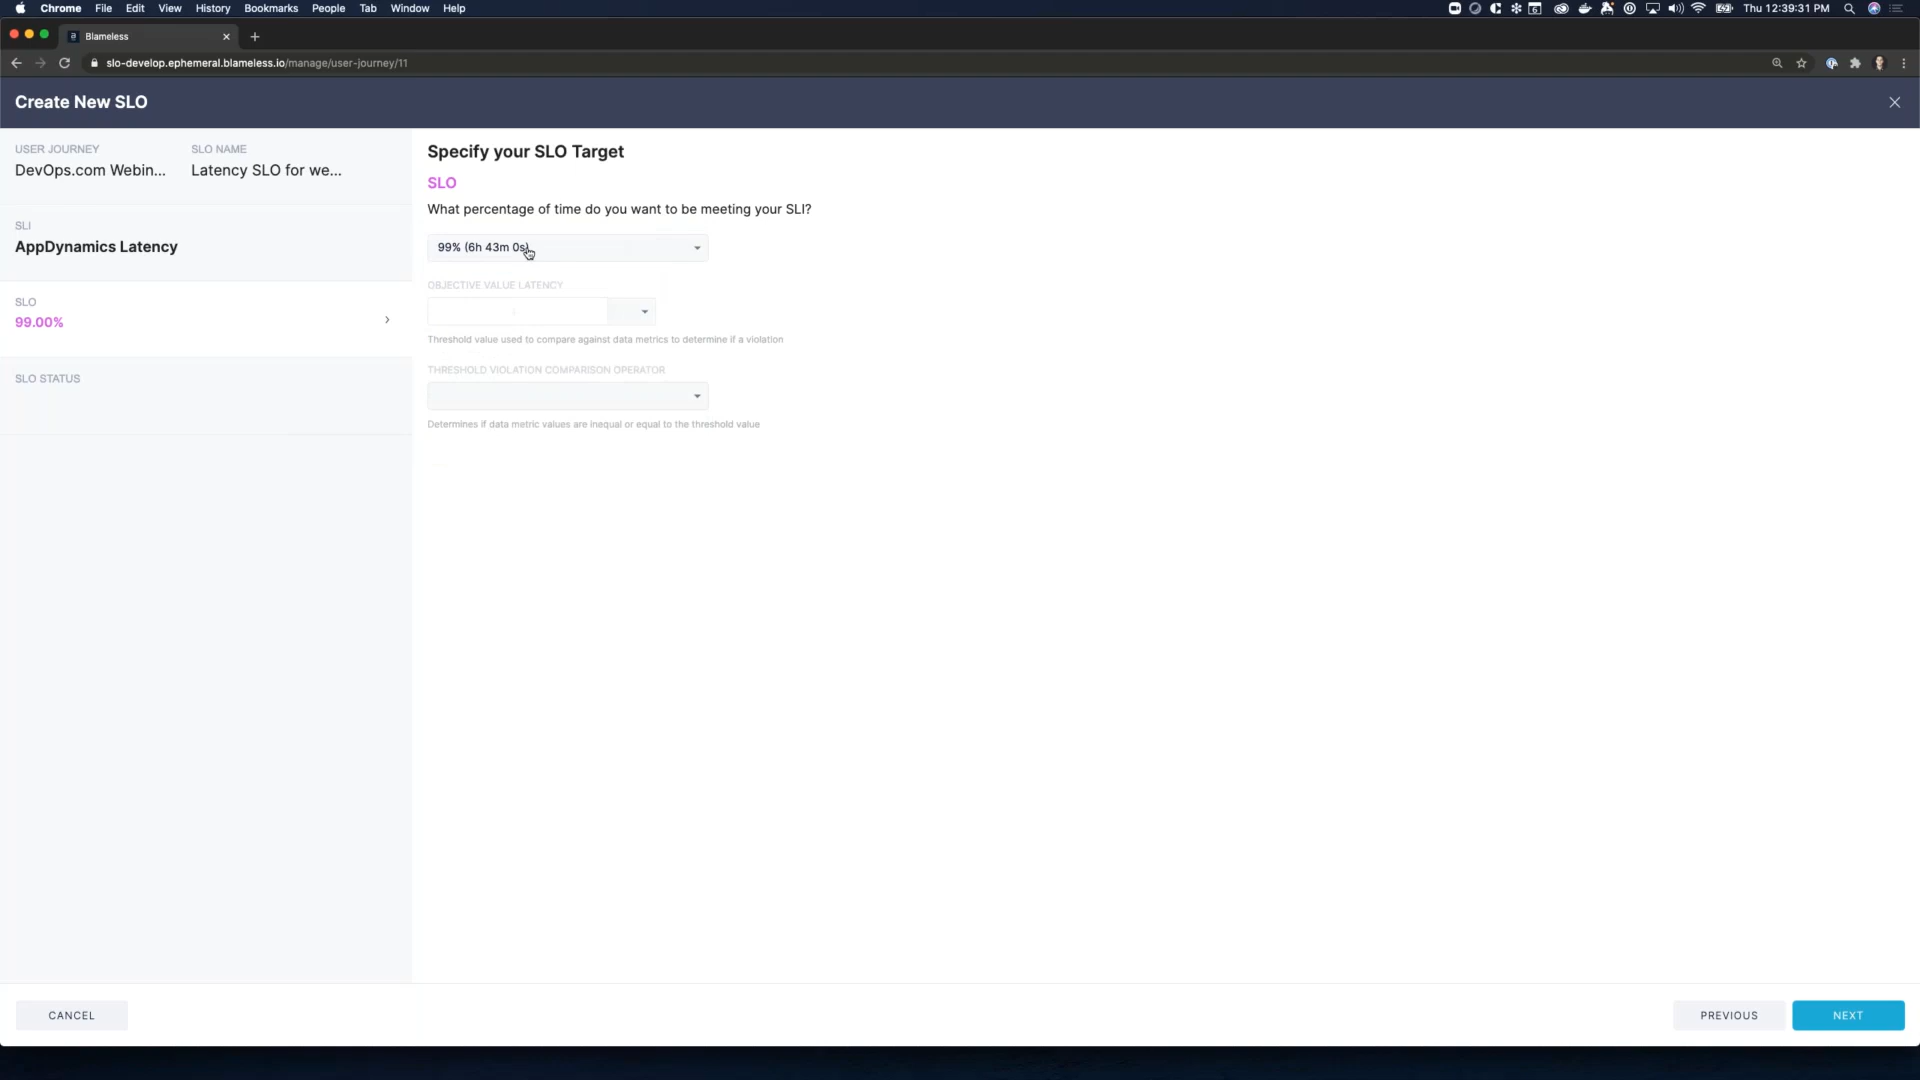 Chrome File Edit View History Bookmarks People Tab Window Help
6
Thu 12:39:31 PM
Blameless
slo-develop.ephemeral.blameless.io/manage/user-journey/11
Create New SLO
USER JOURNEY
DevOps.com Webin...
SLO NAME
Latency SLO for we...
SLI
AppDynamics Latency
SLO
99.00%
SLO STATUS
Specify your SLO Target
SLO
What percentage of time do you want to be meeting your SLI?
99% (6h 43m 0s)
OBJECTIVE VALUE LATENCY
Threshold value used to compare against data metrics to determine if a violation
THRESHOLD VIOLATION COMPARISON OPERATOR
Determines if data metric values are inequal or equal to the threshold value
CANCEL
PREVIOUS
NEXT